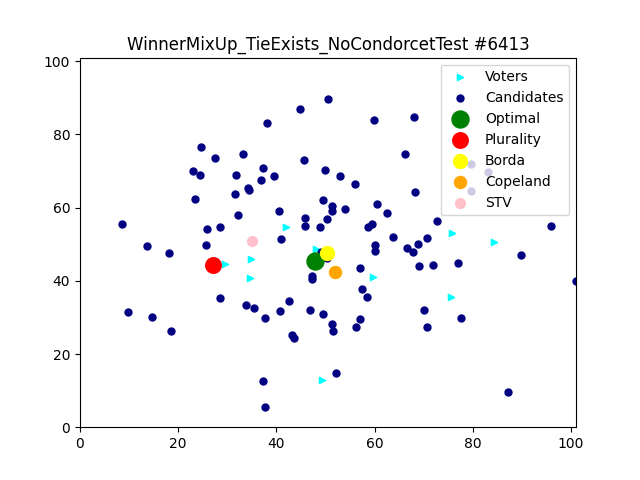 WinnerMixUp_TieExists_NoCondorcetTest #6413
100
80
60
40
20
0
0
20
40
60
80
100
Voters
Candidates
Optimal
Plurality
Borda
Copeland
STV